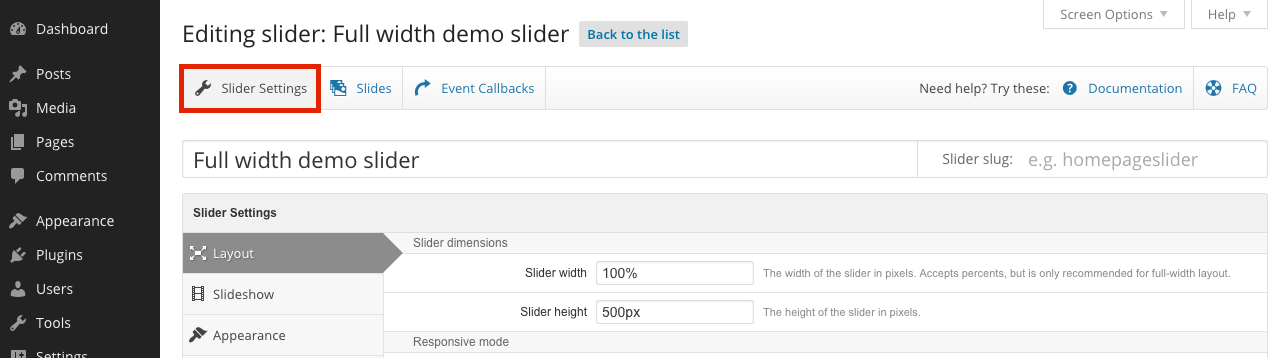 Dashboard
Posts
Media
Pages
Comments
Appearance
Plugins
Users
Tools
Settings
Screen Options
Help
Editing slider: Full width demo slider
Back to the list
Slider Settings
Slides
Event Callbacks
Need help? Try these:
Documentation
FAQ
Full width demo slider
Slider slug:
e.g. homepageslider
Slider Settings
Layout
Slideshow
Appearance
Slider dimensions
Slider width
100%
The width of the slider in pixels. Accepts percents, but is only recommended for full-width layout.
Slider height
500px
The height of the slider in pixels.
Responsive mode